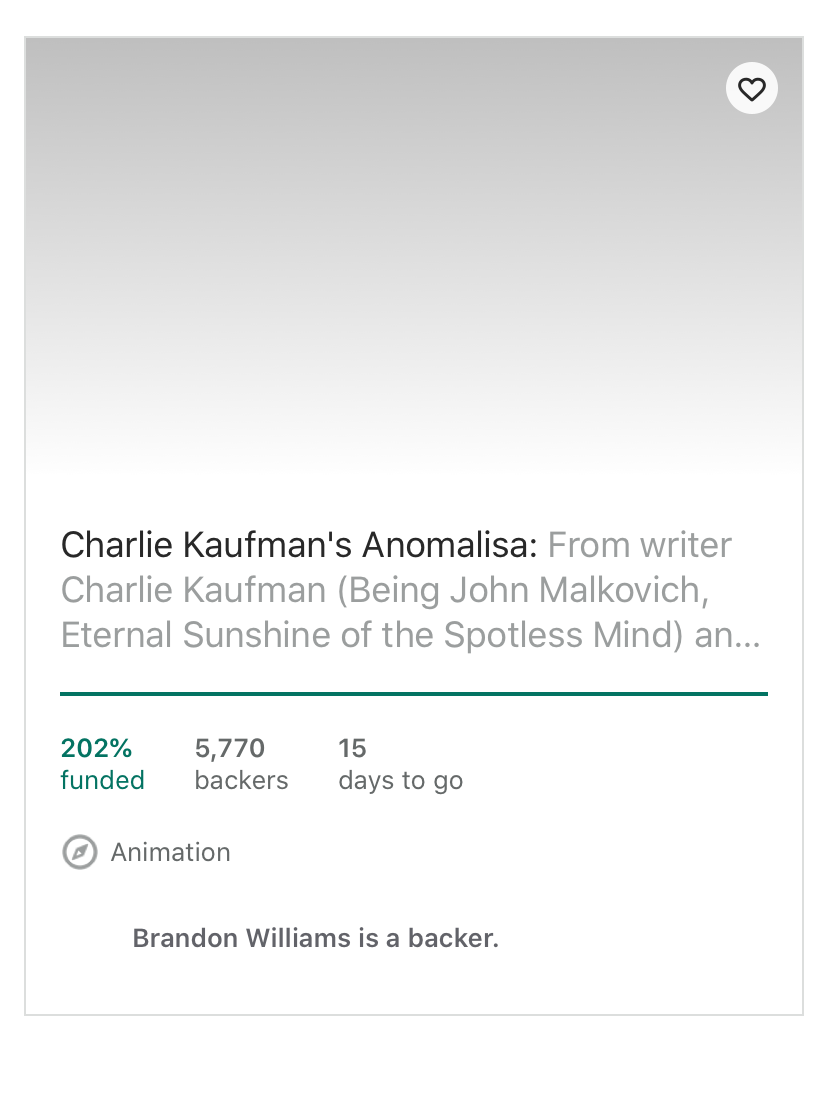 Charlie Kaufman's Anomalisa: From writer
Charlie Kaufman (Being John Malkovich,
Eternal Sunshine of the Spotless Mind) an...
202% 5,770 15
funded backers days to go
Animation
Brandon Williams is a backer.